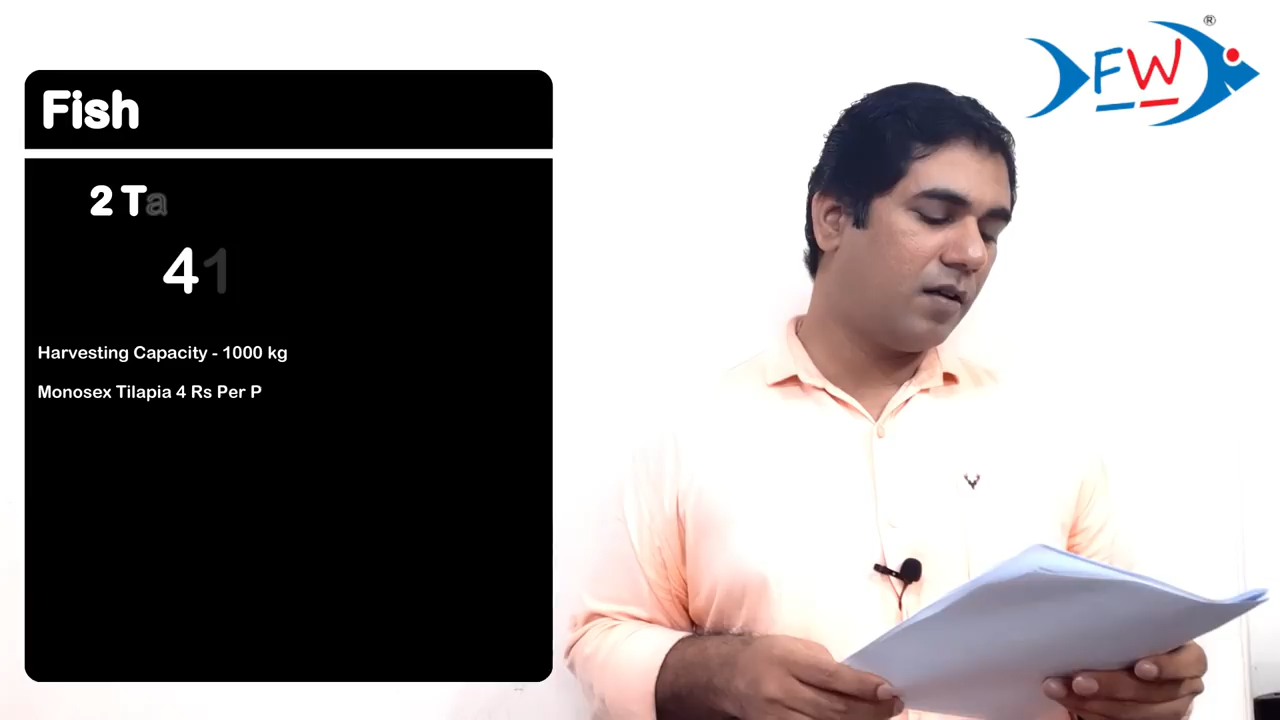 Fish
2 Ta
41
Harvesting Capacity - 1000 kg
Monosex Tilapia 4 Rs Per P
FW
®